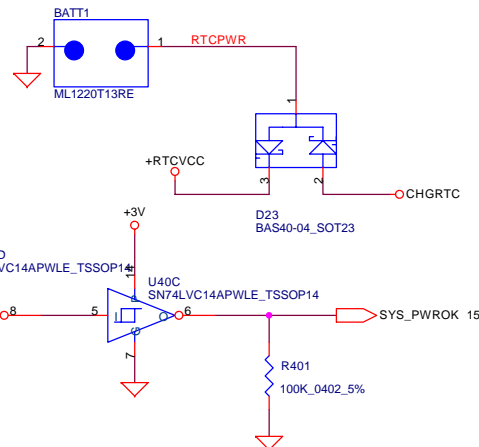 BATT1
2
1
RTCPWR
ML1220T13RE
1
+RTCVCC
3
2
CHGRTC
D23
BAS40-04_SOT23
+3V
14
VC14APWLE_TSSOP14
U40C
SN74LVC14APWLE_TSSOP14
P
8
5
I
O
6
SYS_PWROK 15
G
7
R401
100K_0402_5%